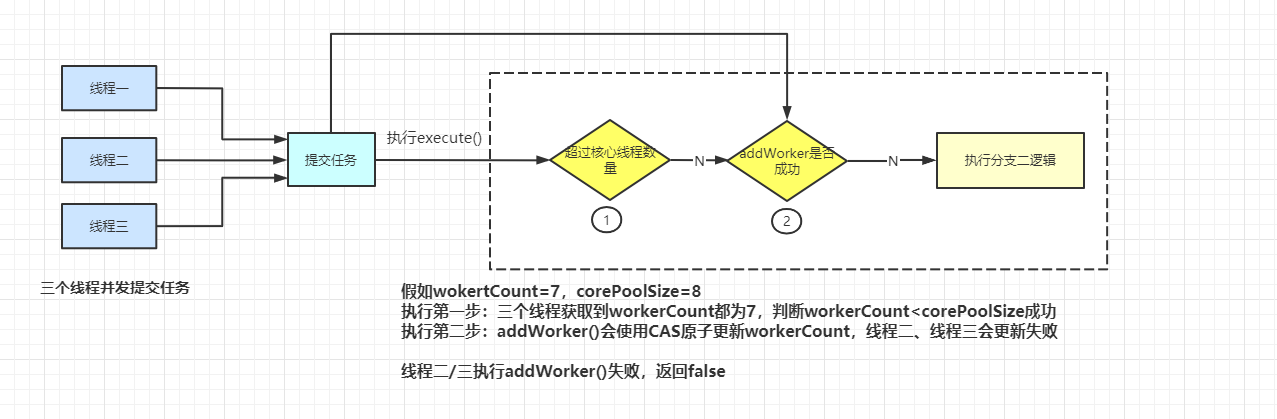 线程一
线程二
线程三
三个线程并发提交任务
提交任务
执行execute()
超过核心线程数
量
N
addWorker是否
成功
N
执行分支二逻辑
1
2
假如wokertCount=7，corePoolSize=8
执行第一步：三个线程获取到workerCount都为7，判断workerCount<corePoolSize成功
执行第二步：addWorker()会使用CAS原子更新workerCount，线程二、线程三会更新失败
线程二/三执行addWorker()失败，返回false